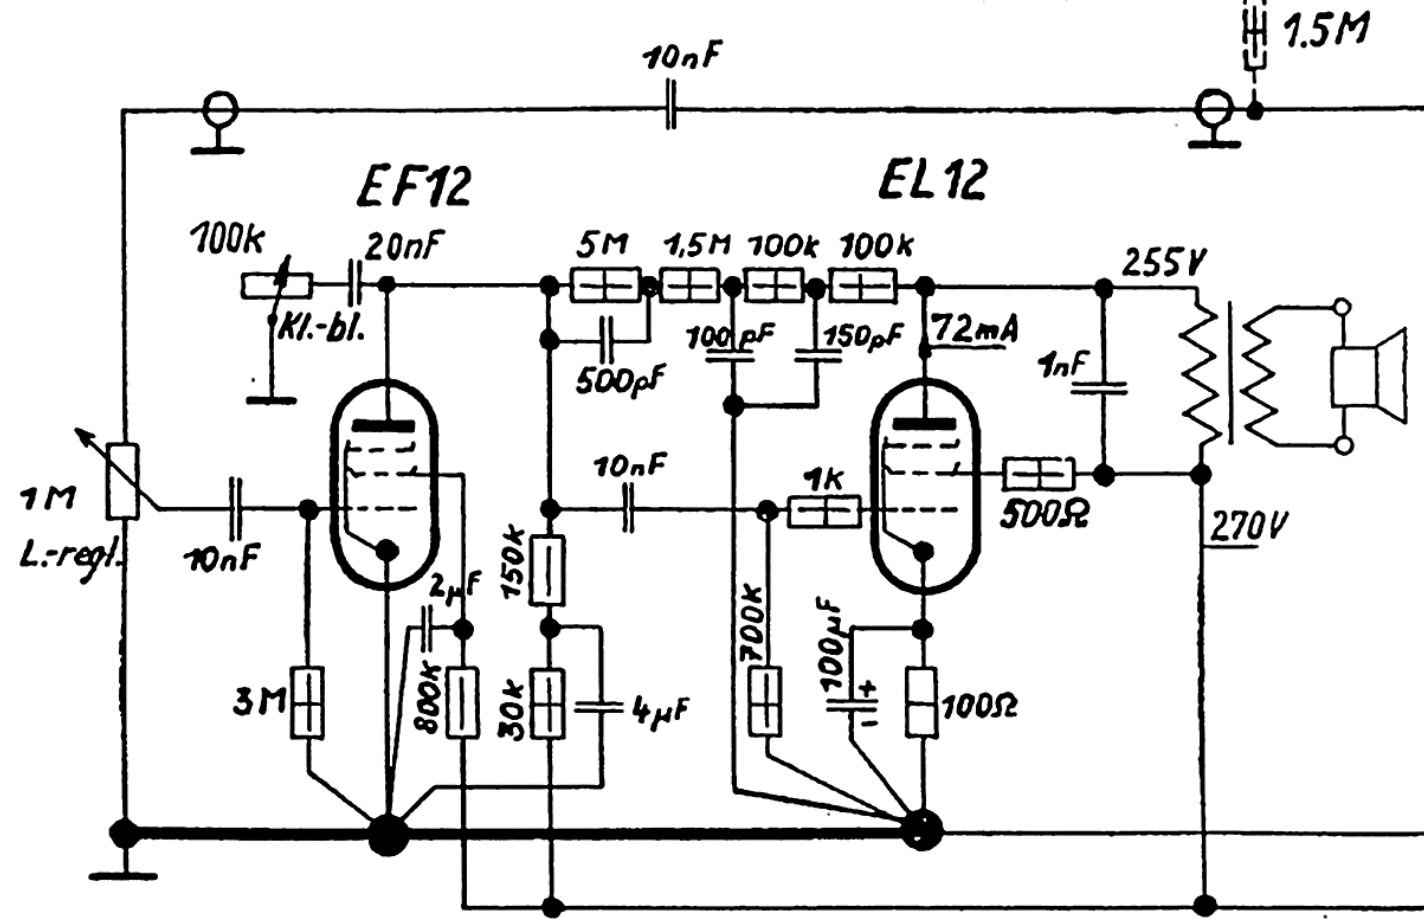 1.5M
10nF
EF12
EL12
100k
20nF
5M
1,5M
100k
100k
255V
Kl.-bl.
500pF
100pF
150pF
72mA
1nF
1M
L.-regl.
10nF
10nF
1k
500Ω
270V
150k
2µF
3M
800k
30k
4µF
700k
100µF
+
−
100Ω